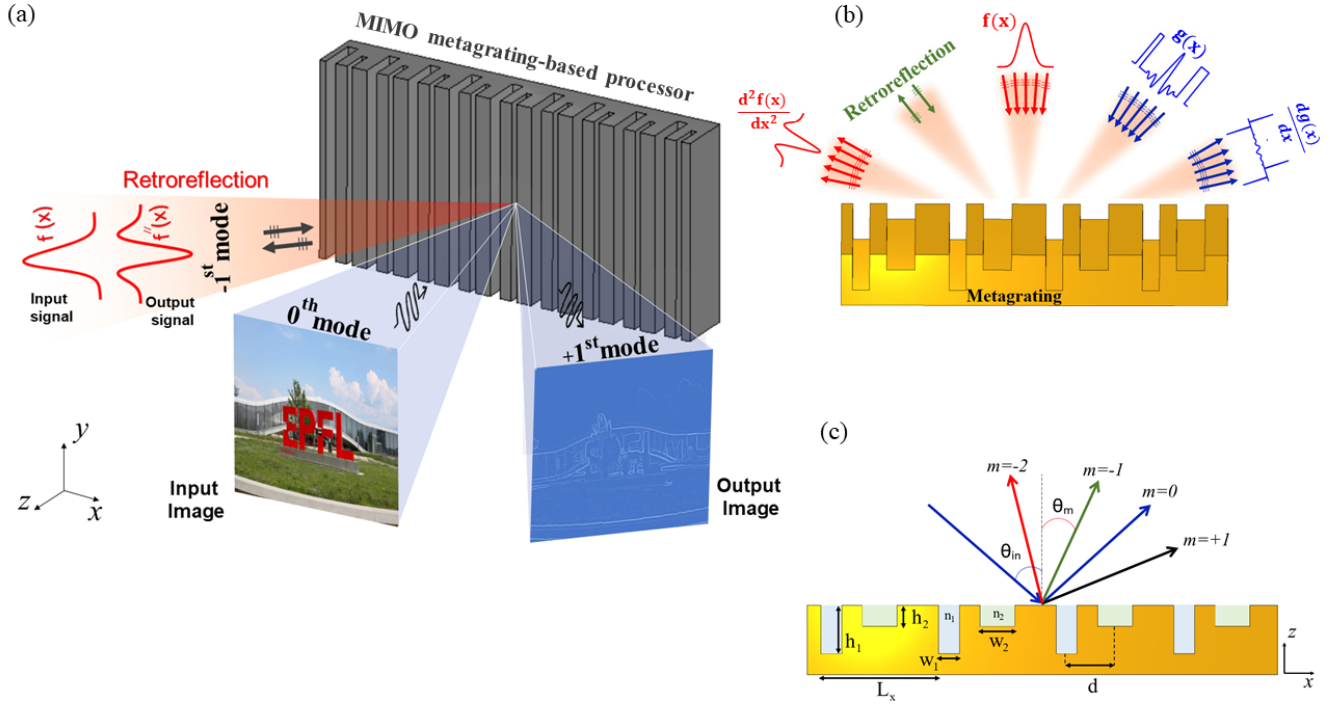 (a)
MIMO metagrating-based processor
Retroreflection
f (x)
f″(x)
-1st mode
Input
signal
Output
signal
0th mode
+1st mode
EPFL
Input
Image
Output
Image
y
z
x
(b)
f(x)
g(x)
Retroreflection
d²f(x)
dx²
dg(x)
dx
Metagrating
(c)
m=-2
m=-1
m=0
m=+1
θm
θin
h1
h2
n1
n2
W1
W2
Lx
d
z
x